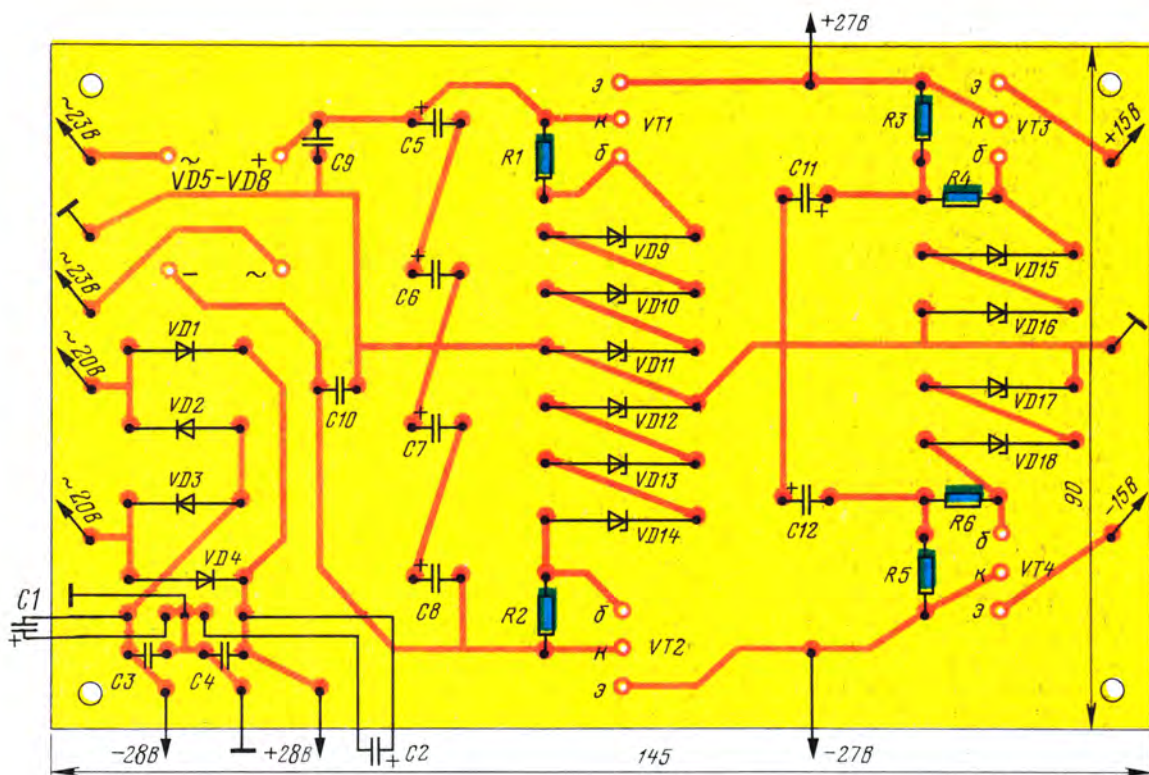 +27В
~23В
~
+
VD5-VD8
C9
+
C5
R1
э
к
б
VT1
R3
э
к
б
VT3
+15В
C11
+
R4
~23В
-
~
+
C6
VD9
VD10
VD11
VD12
VD13
VD14
VD15
VD16
VD17
VD18
~20В
VD1
VD2
VD3
VD4
~20В
C10
+
C7
+
C8
R2
б
к
э
VT2
+
C12
R6
R5
б
к
э
VT4
-15В
90
C1
+
C3
C4
-28В
+28В
+
C2
145
-27В